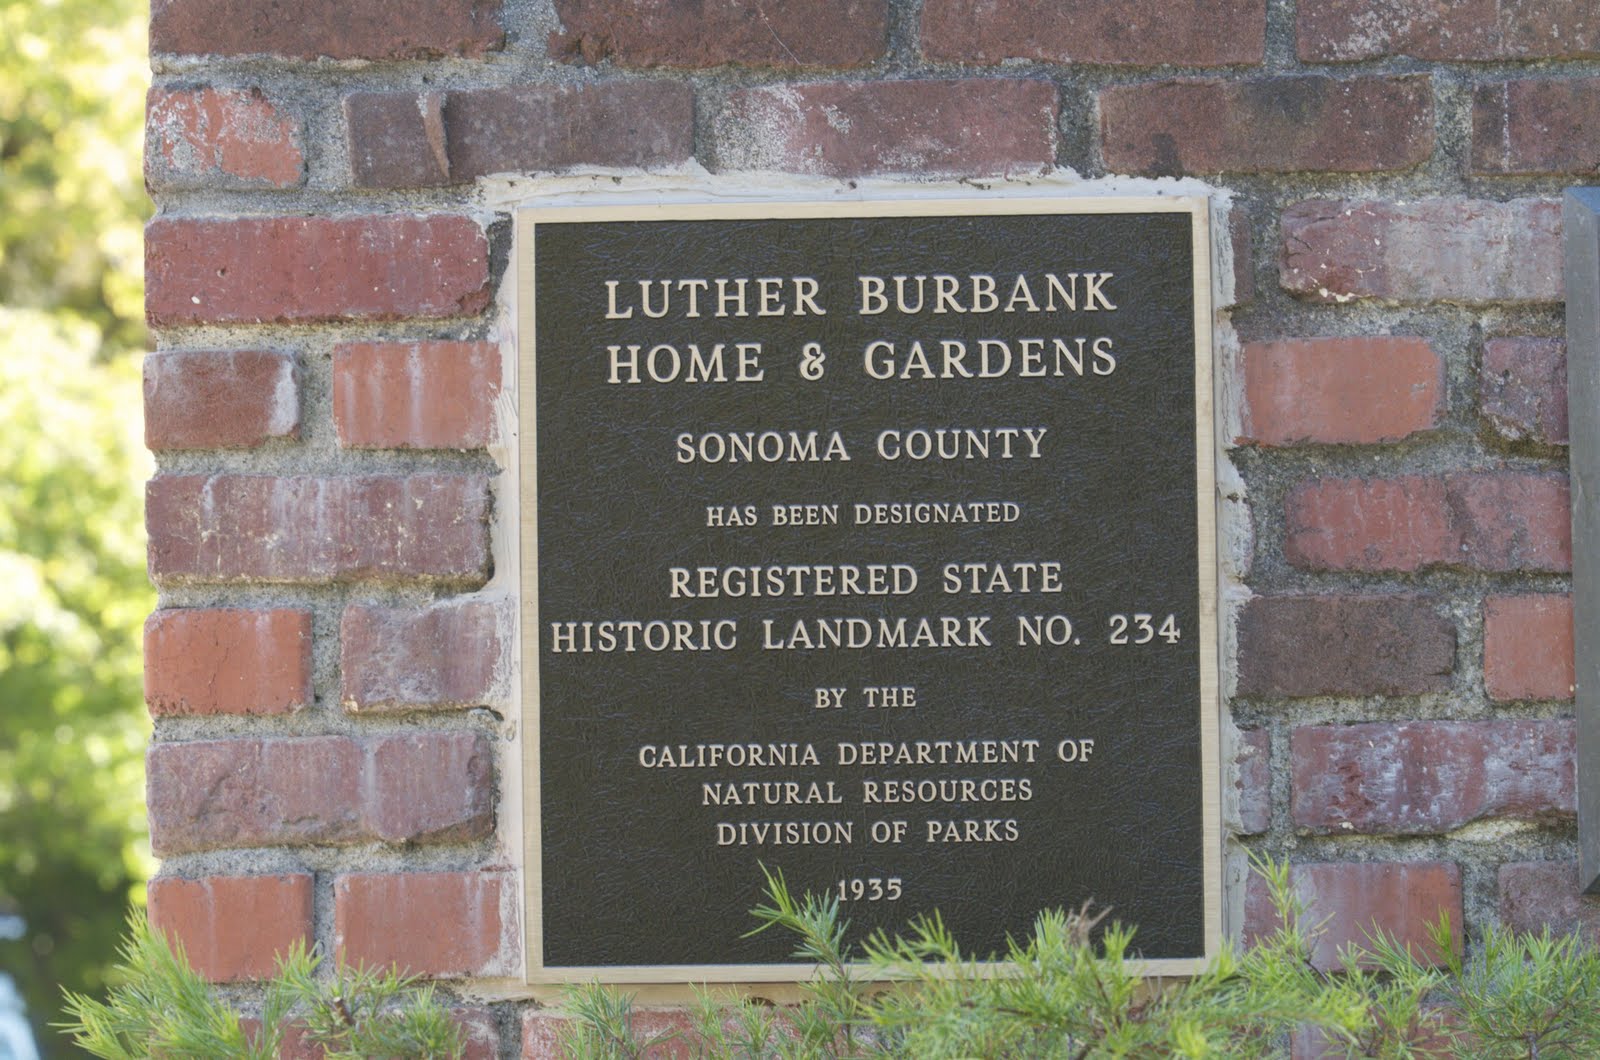 LUTHER BURBANK
HOME & GARDENS
SONOMA COUNTY
HAS BEEN DESIGNATED
REGISTERED STATE
HISTORIC LANDMARK NO. 234
BY THE
CALIFORNIA DEPARTMENT OF
NATURAL RESOURCES
DIVISION OF PARKS
1935